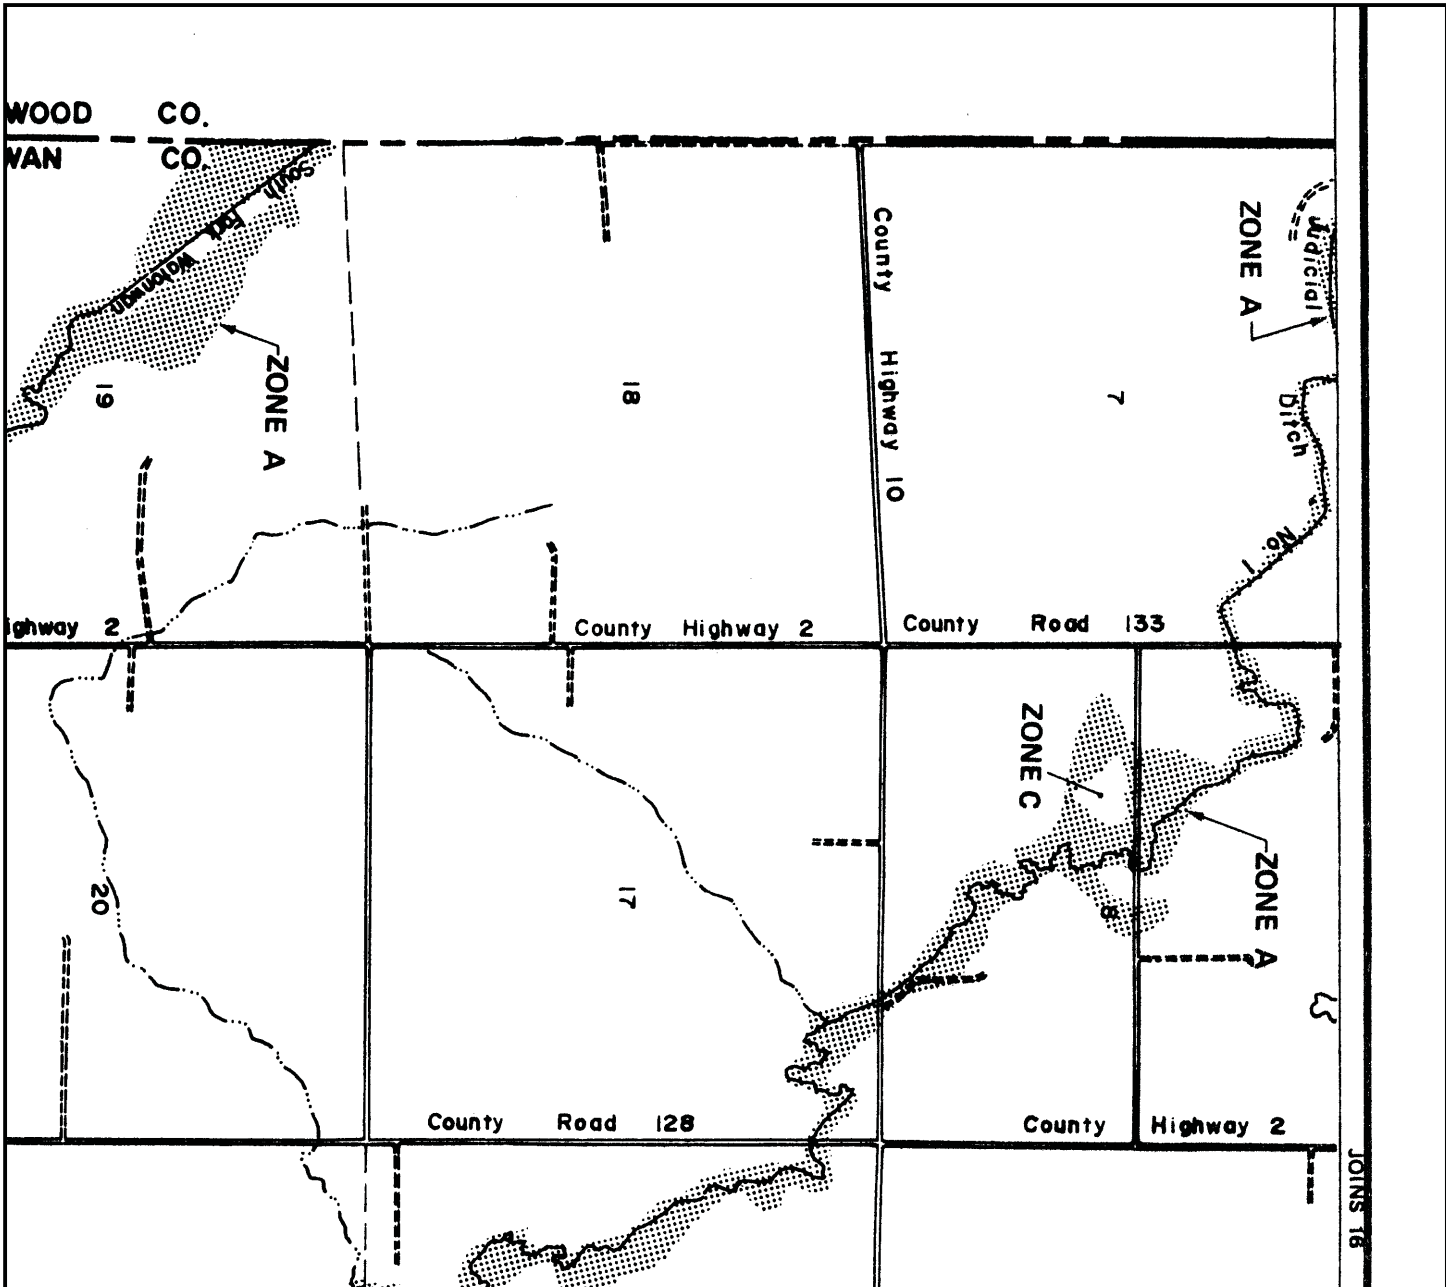 WOOD CO.
WAN CO.
South Fork Watonwan
ZONE A
19
18
County Highway 10
7
ZONE A
Judicial Ditch No. 1
ighway 2
County Highway 2
County Road 133
ZONE C
ZONE A
8
20
17
County Road 128
County Highway 2
JOINS 16